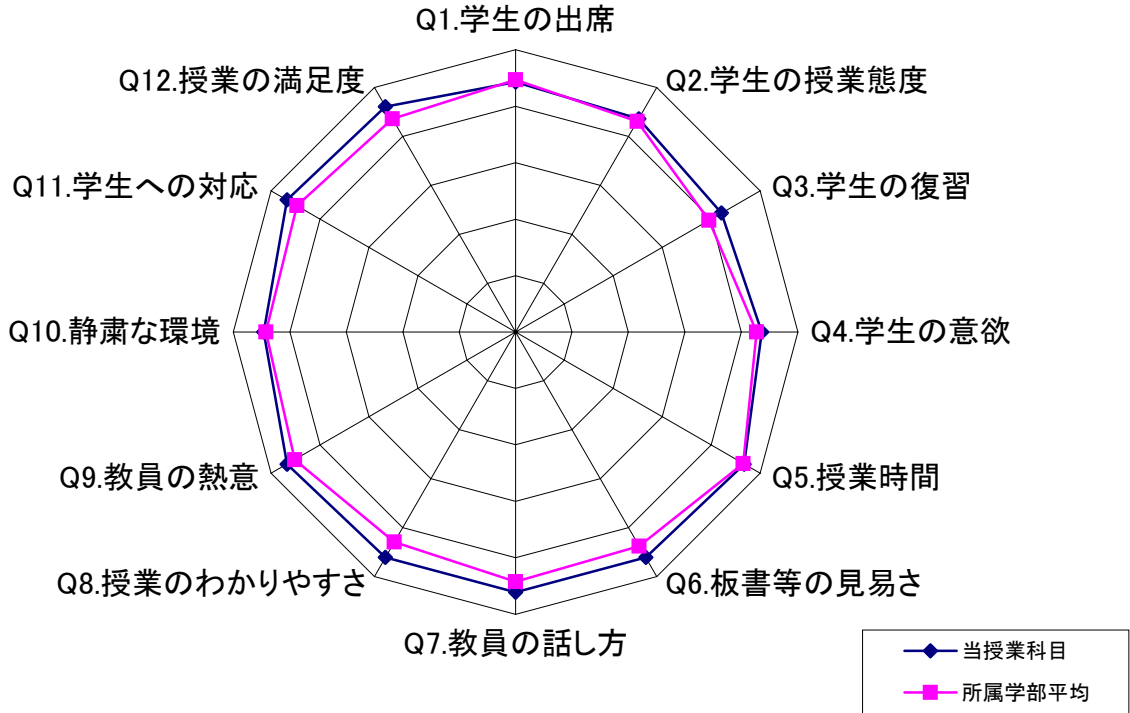 Q1.学生の出席
Q2.学生の授業態度
Q3.学生の復習
Q4.学生の意欲
Q5.授業時間
Q6.板書等の見易さ
Q7.教員の話し方
Q8.授業のわかりやすさ
Q9.教員の熱意
Q10.静粛な環境
Q11.学生への対応
Q12.授業の満足度
当授業科目
所属学部平均